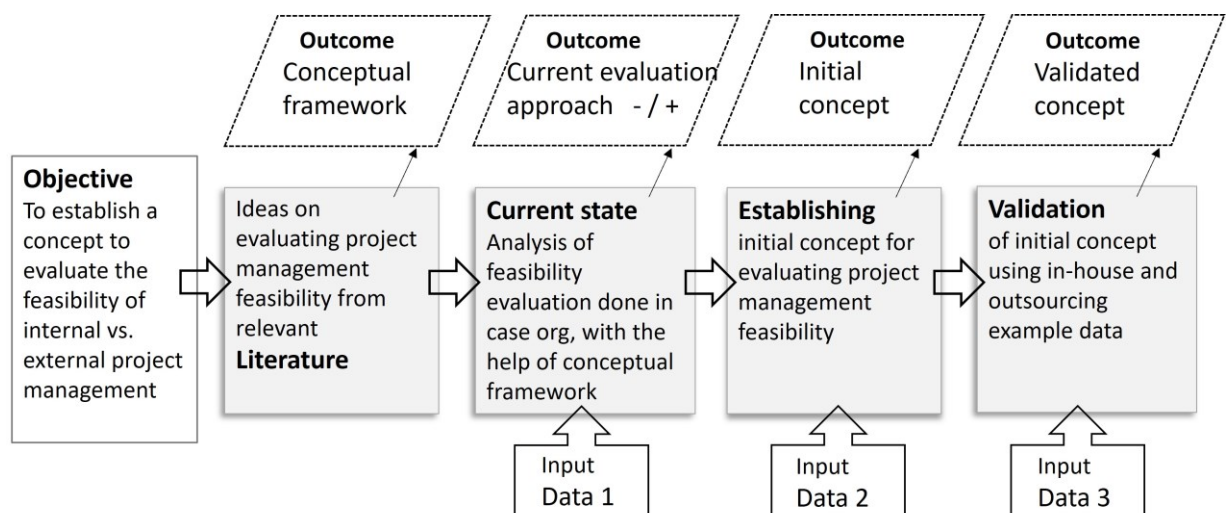 Outcome
Conceptual
framework
Outcome
Current evaluation
approach - / +
Outcome
Initial
concept
Outcome
Validated
concept
Objective
To establish a
concept to
evaluate the
feasibility of
internal vs.
external project
management
Ideas on
evaluating project
management
feasibility from
relevant
Literature
Current state
Analysis of
feasibility
evaluation done in
case org, with the
help of conceptual
framework
Establishing
initial concept for
evaluating project
management
feasibility
Validation
of initial concept
using in-house and
outsourcing
example data
Input
Data 1
Input
Data 2
Input
Data 3